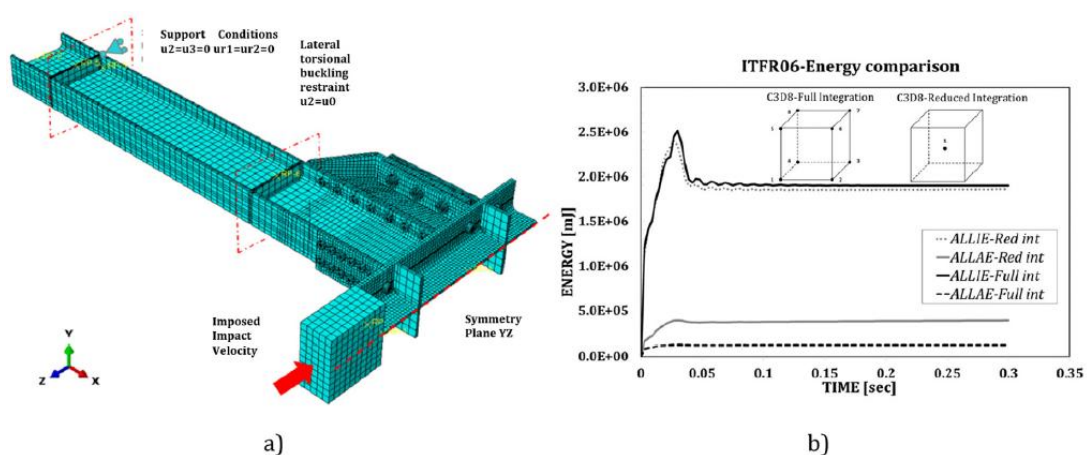 Support Conditions
u2=u3=0 ur1=ur2=0
Lateral
torsional
buckling
restraint
u2=u0
Imposed
Impact
Velocity
Symmetry
Plane YZ
Y
Z
X
a)
ITFR06-Energy comparison
C3D8-Full Integration
C3D8-Reduced Integration
ENERGY [mJ]
3.0E+06
2.5E+06
2.0E+06
1.5E+06
1.0E+06
5.0E+05
0.0E+00
ALLIE-Red int
ALLAE-Red int
ALLIE-Full int
ALLAE-Full int
0
0.05
0.1
0.15
0.2
0.25
0.3
0.35
TIME [sec]
b)